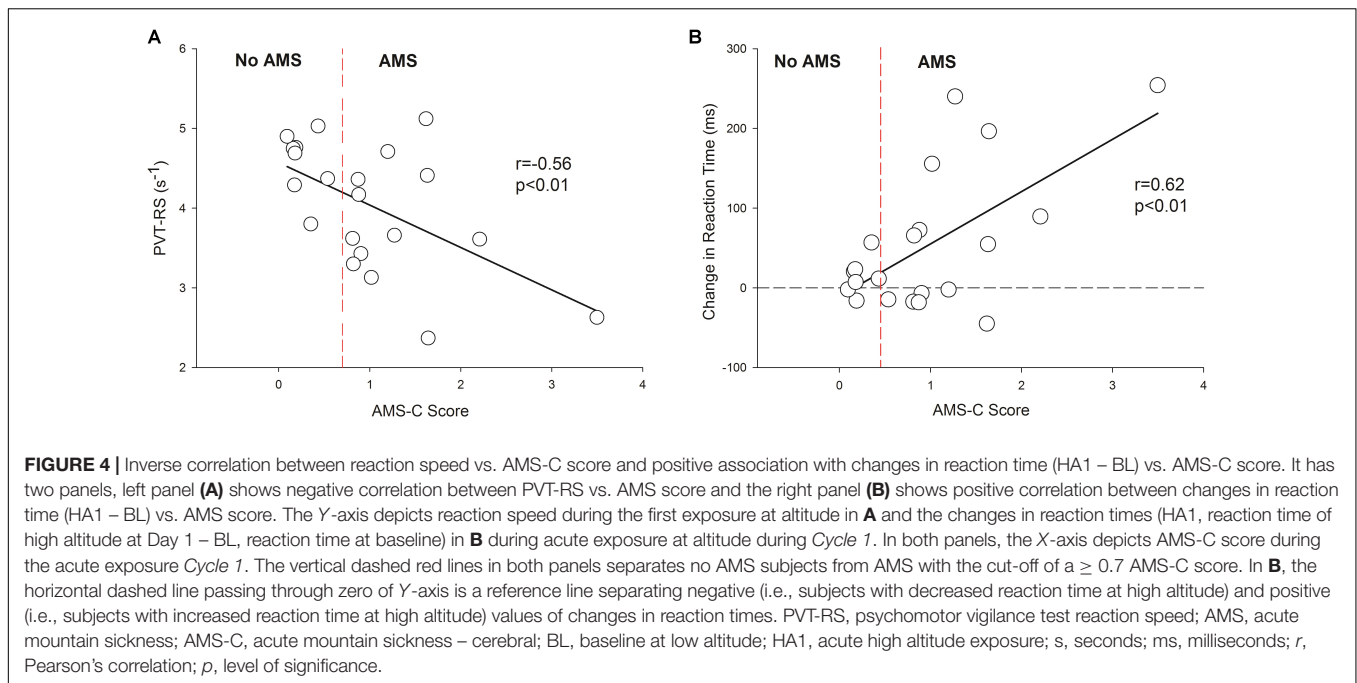 A
No AMS
AMS
6
5
4
3
2
PVT-RS (s-1)
r=-0.56
p<0.01
0
1
2
3
4
AMS-C Score
B
No AMS
AMS
300
200
100
0
-100
Change in Reaction Time (ms)
r=0.62
p<0.01
0
1
2
3
4
AMS-C Score
FIGURE 4 | Inverse correlation between reaction speed vs. AMS-C score and positive association with changes in reaction time (HA1 – BL) vs. AMS-C score. It has
two panels, left panel (A) shows negative correlation between PVT-RS vs. AMS score and the right panel (B) shows positive correlation between changes in reaction
time (HA1 – BL) vs. AMS score. The Y-axis depicts reaction speed during the first exposure at altitude in A and the changes in reaction times (HA1, reaction time of
high altitude at Day 1 – BL, reaction time at baseline) in B during acute exposure at altitude during Cycle 1. In both panels, the X-axis depicts AMS-C score during
the acute exposure Cycle 1. The vertical dashed red lines in both panels separates no AMS subjects from AMS with the cut-off of a ≥ 0.7 AMS-C score. In B, the
horizontal dashed line passing through zero of Y-axis is a reference line separating negative (i.e., subjects with decreased reaction time at high altitude) and positive
(i.e., subjects with increased reaction time at high altitude) values of changes in reaction times. PVT-RS, psychomotor vigilance test reaction speed; AMS, acute
mountain sickness; AMS-C, acute mountain sickness – cerebral; BL, baseline at low altitude; HA1, acute high altitude exposure; s, seconds; ms, milliseconds; r,
Pearson's correlation; p, level of significance.